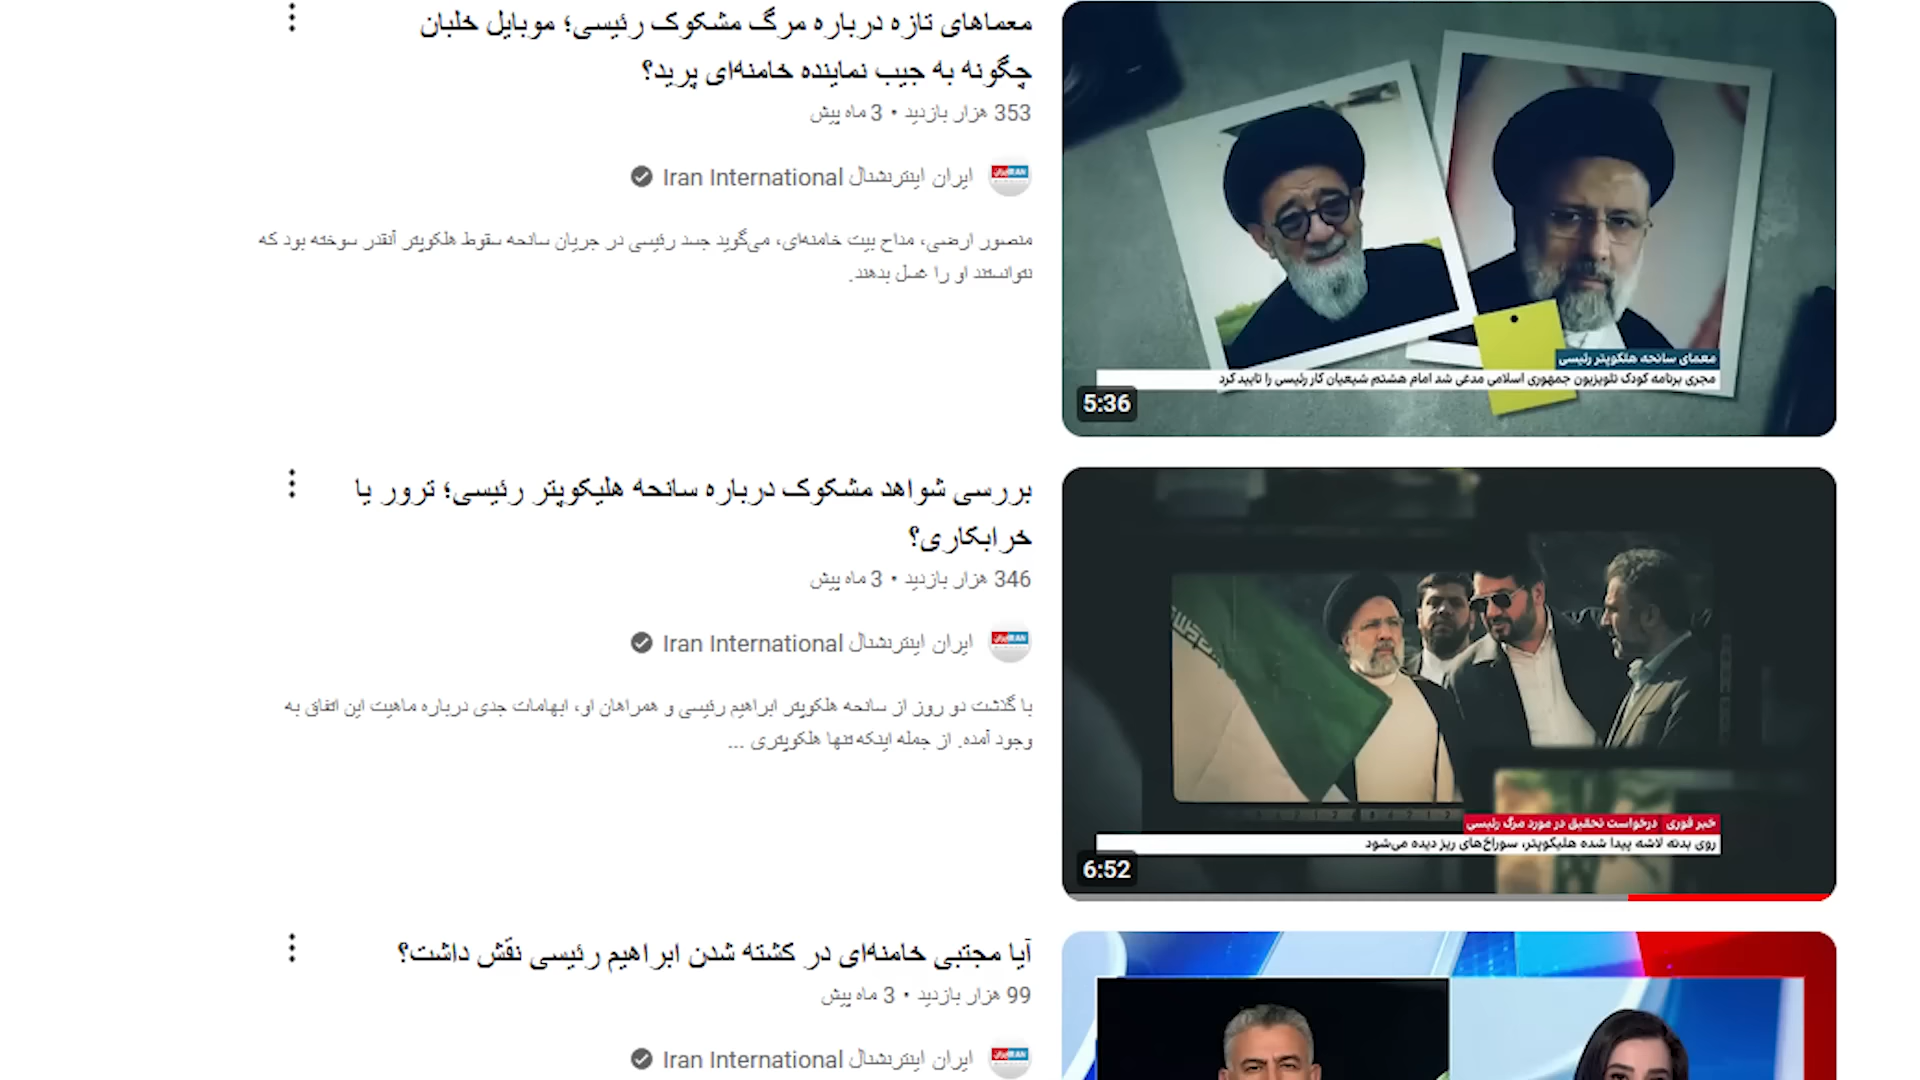 معماهای تازه درباره مرگ مشکوک رئیسی؛ موبایل خلبان
چگونه به جیب نماینده خامنه‌ای پرید؟
353 هزار بازدید • 3 ماه پیش
ایران اینترنشنال Iran International
منصور ارضی، مداح بیت خامنه‌ای، می‌گوید جسد رئیسی در جریان سانحه سقوط هلکوپتر آنقدر سوخته بود که
نتوانستند او را غسل بدهند.
معمای سانحه هلکوپتر رئیسی
مجری برنامه کودک تلویزیون جمهوری اسلامی مدعی شد امام هشتم شیعیان کار رئیسی را تایید کرد
5:36
بررسی شواهد مشکوک درباره سانحه هلیکوپتر رئیسی؛ ترور یا
خرابکاری؟
346 هزار بازدید • 3 ماه پیش
ایران اینترنشنال Iran International
با گذشت دو روز از سانحه هلکوپتر ابراهیم رئیسی و همراهان او، ابهامات جدی درباره ماهیت این اتفاق به
وجود آمده. از جمله اینکه تنها هلکوپتری ...
خبر فوری درخواست تحقیق در مورد مرگ رئیسی
روی بدنه لاشه پیدا شده هلیکوپتر، سوراخ‌های ریز دیده می‌شود
6:52
آیا مجتبی خامنه‌ای در کشته شدن ابراهیم رئیسی نقش داشت؟
99 هزار بازدید • 3 ماه پیش
ایران اینترنشنال Iran International